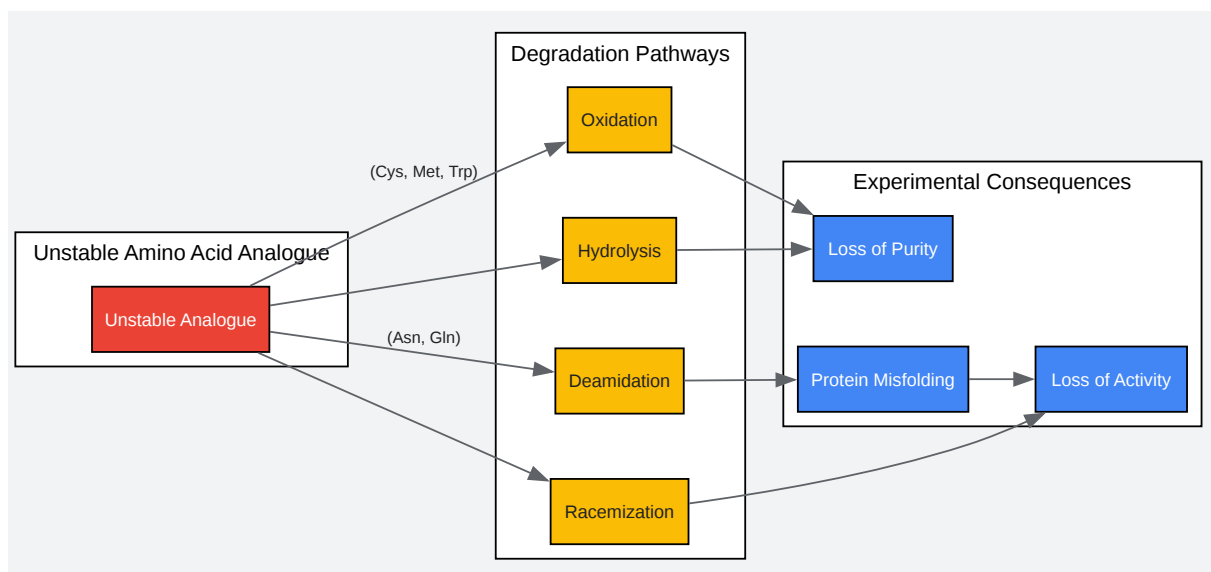 Unstable Amino Acid Analogue
Unstable Analogue
(Cys, Met, Trp)
(Asn, Gln)
Degradation Pathways
Oxidation
Hydrolysis
Deamidation
Racemization
Experimental Consequences
Loss of Purity
Protein Misfolding
Loss of Activity